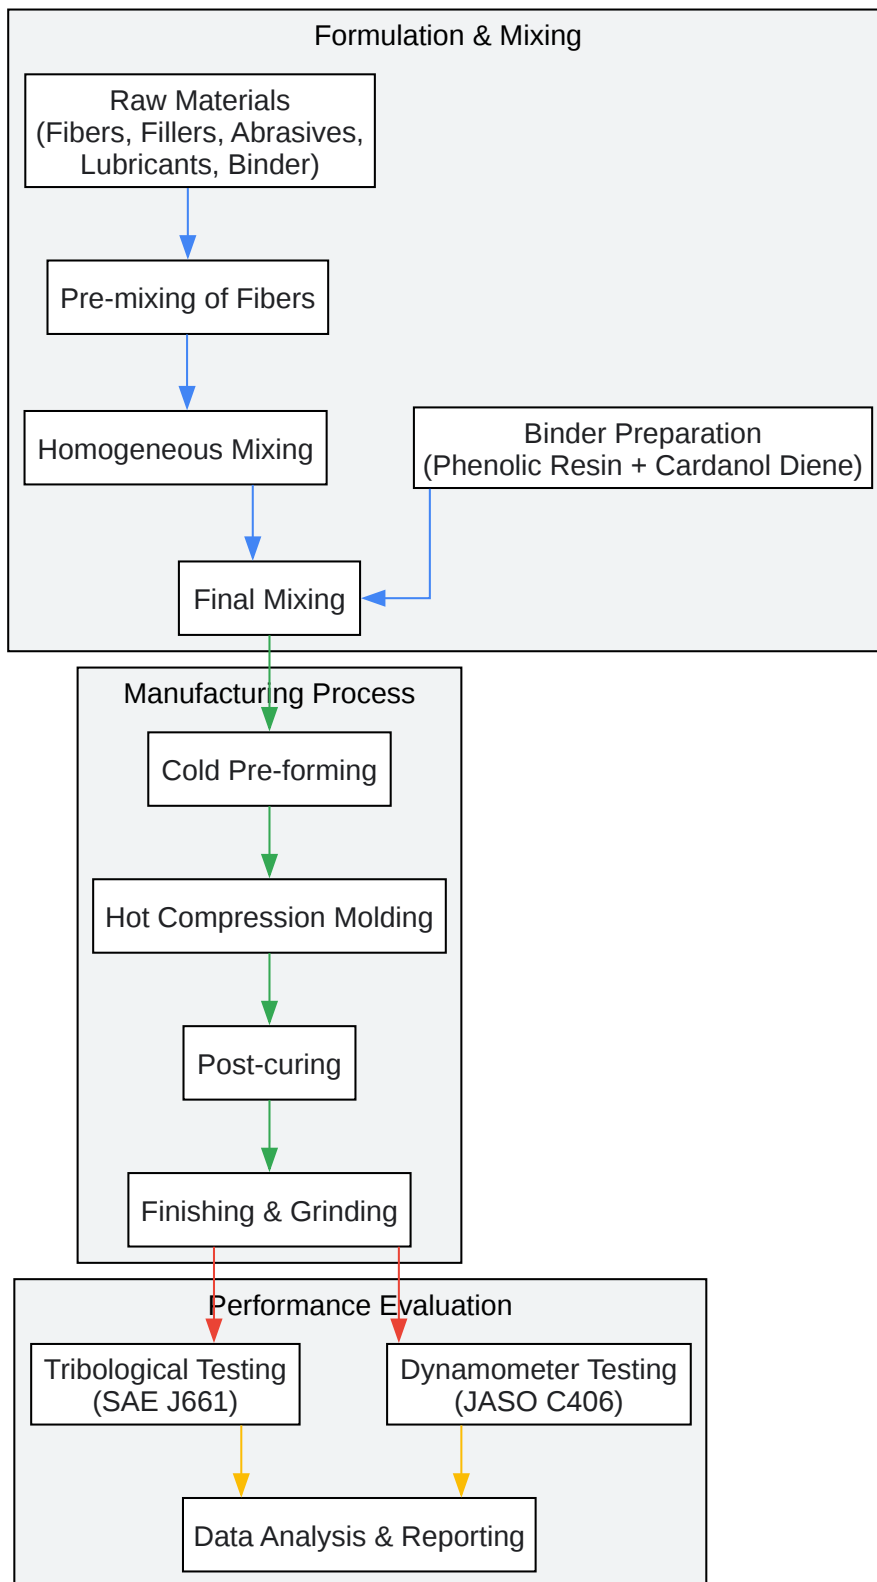 Formulation & Mixing
Raw Materials
(Fibers, Fillers, Abrasives,
Lubricants, Binder)
Pre-mixing of Fibers
Homogeneous Mixing
Binder Preparation
(Phenolic Resin + Cardanol Diene)
Final Mixing
Manufacturing Process
Cold Pre-forming
Hot Compression Molding
Post-curing
Finishing & Grinding
Performance Evaluation
Tribological Testing
(SAE J661)
Dynamometer Testing
(JASO C406)
Data Analysis & Reporting